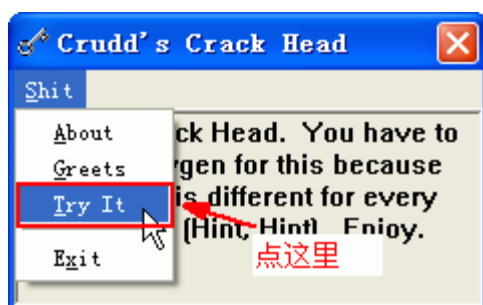 Crudd's Crack Head
Shit
About
ck Head. You have to
Greets
gen for this because
Try It
is different for every
(Hint, Hint). Enjoy.
点这里
Exit